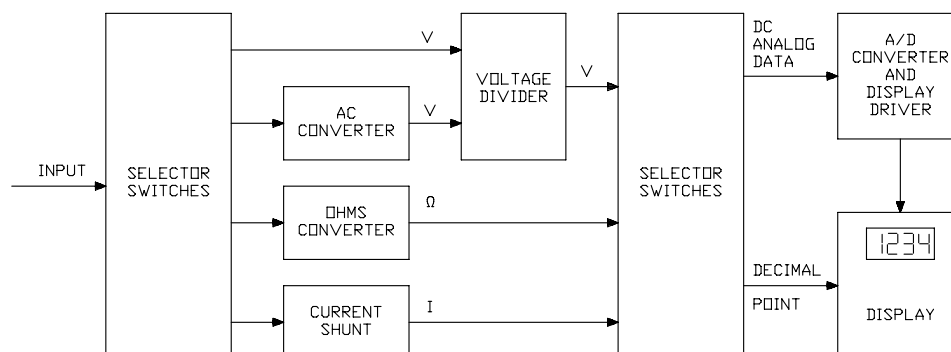 INPUT
SELECTOR
SWITCHES
V
AC
CONVERTER
V
OHMS
CONVERTER
Ω
CURRENT
SHUNT
I
VOLTAGE
DIVIDER
V
SELECTOR
SWITCHES
DC
ANALOG
DATA
DECIMAL
POINT
A/D
CONVERTER
AND
DISPLAY
DRIVER
1234
DISPLAY